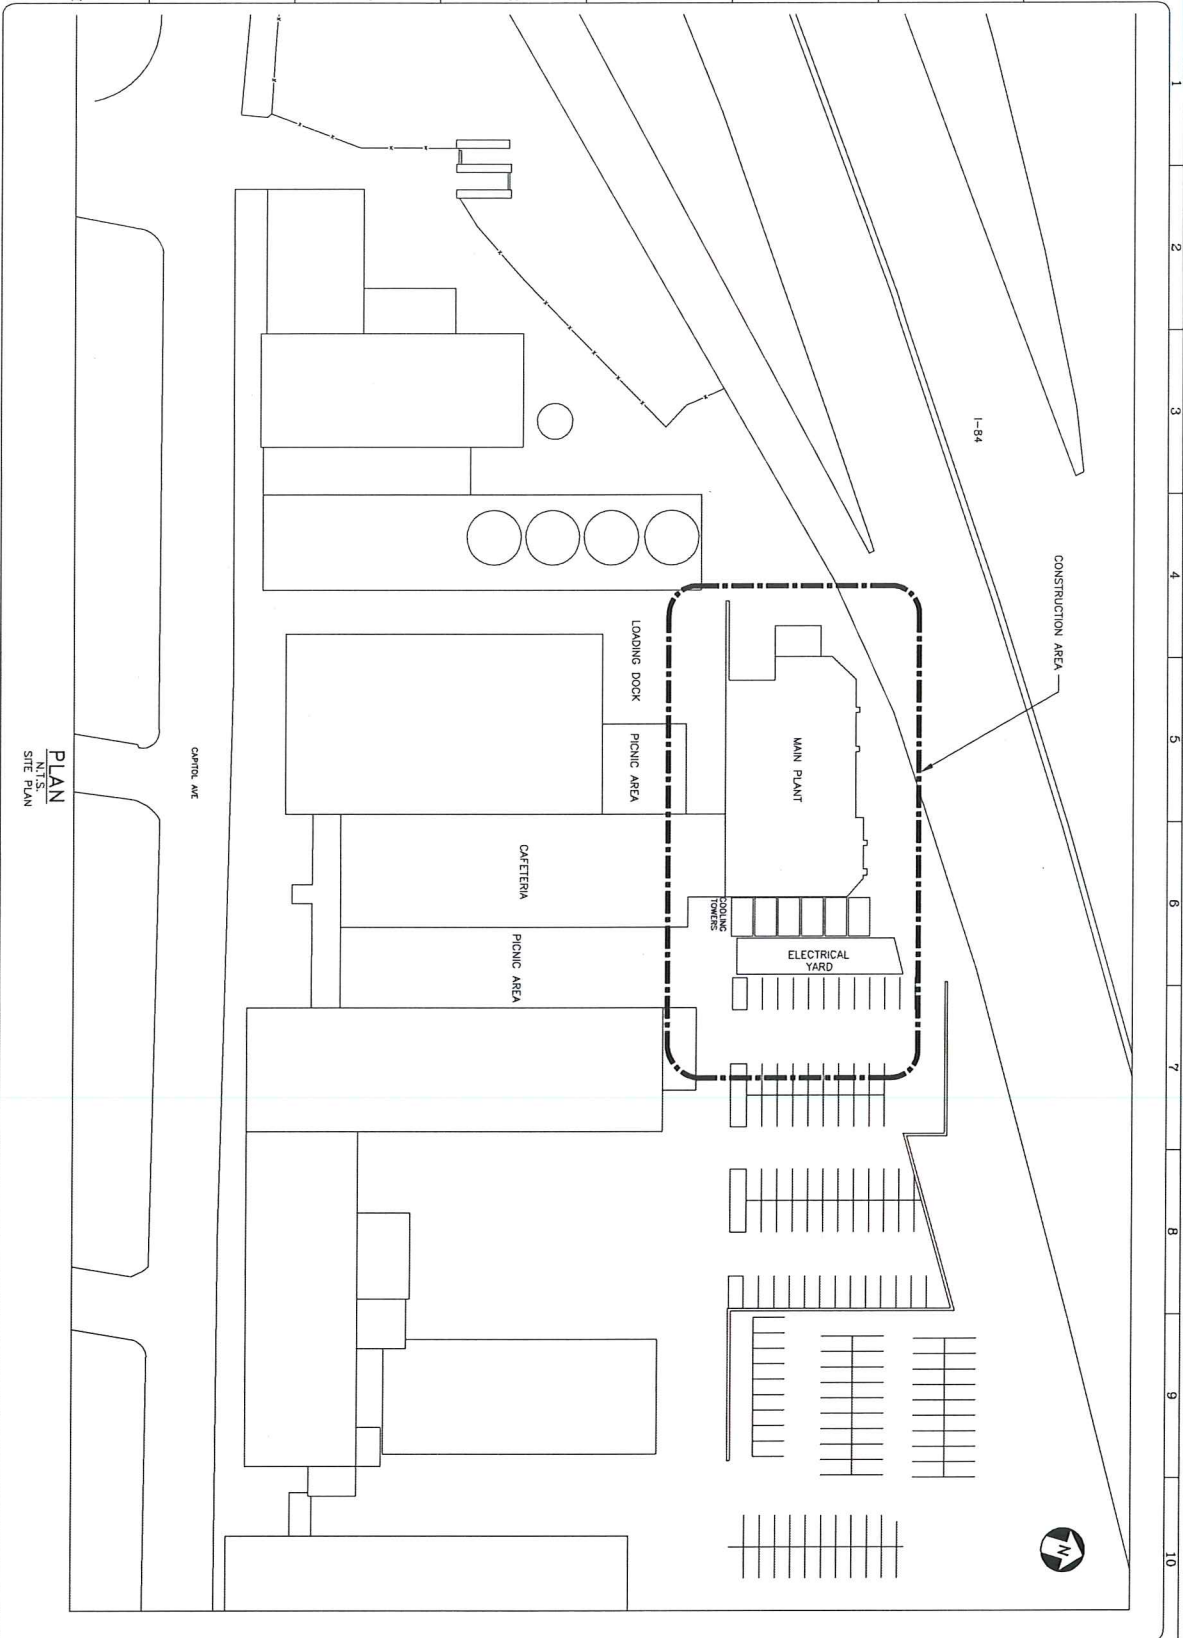 1
2
3
4
5
6
7
8
9
10
I-84
CONSTRUCTION AREA
LOADING DOCK
PICNIC AREA
MAIN PLANT
CAFETERIA
COOLING
TOWERS
ELECTRICAL
YARD
PICNIC AREA
CAPITOL AVE
N
PLAN
N.T.S.
SITE PLAN